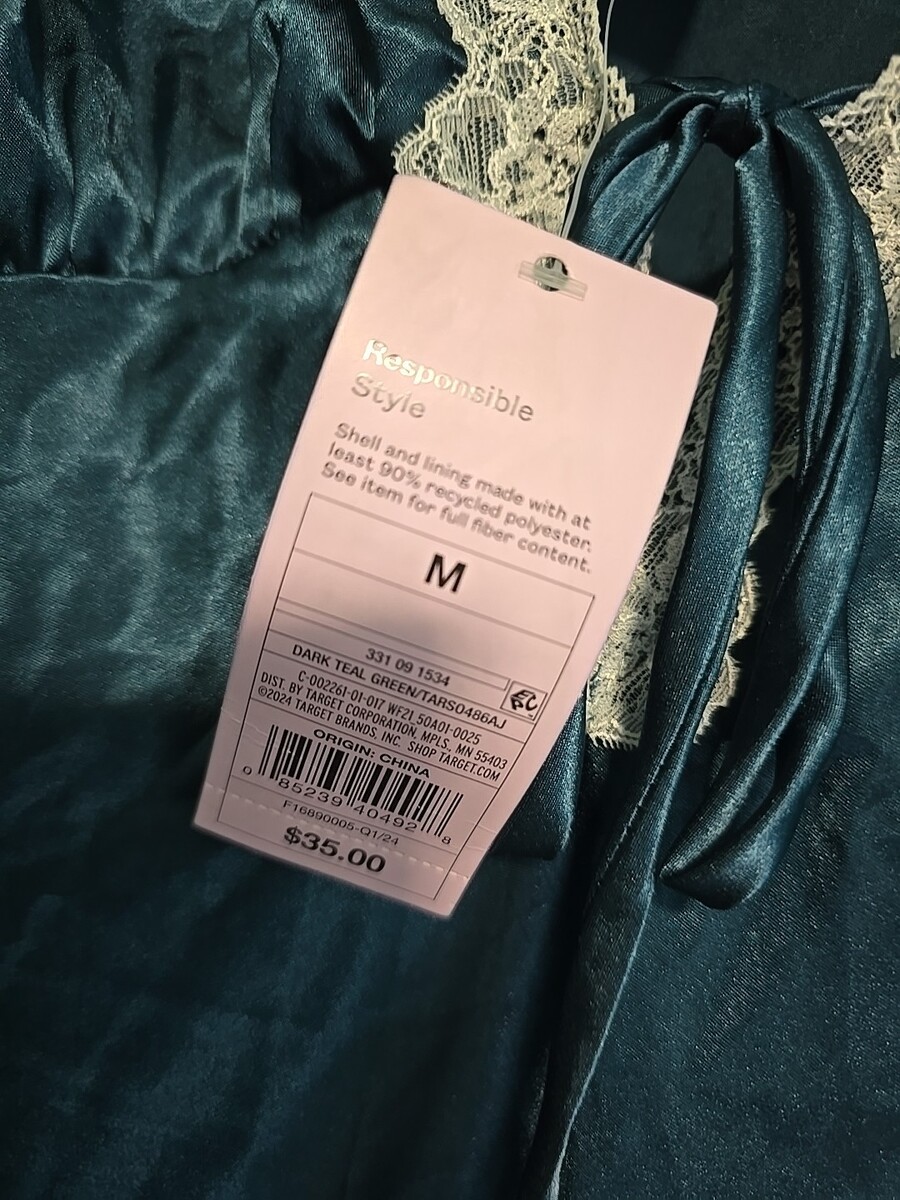 Responsible
Style
Shell and lining made with at
least 90% recycled polyester.
See item for full fiber content.
M
331 09 1534
DARK TEAL GREEN/TARS0486AJ
C-002261-01-017 WF21 50A01-0025
DIST. BY TARGET CORPORATION, MPLS., MN 55403
©2024 TARGET BRANDS, INC. SHOP TARGET.COM
ORIGIN: CHINA
0 85239 40492 8
F16890005-Q1/24
$35.00